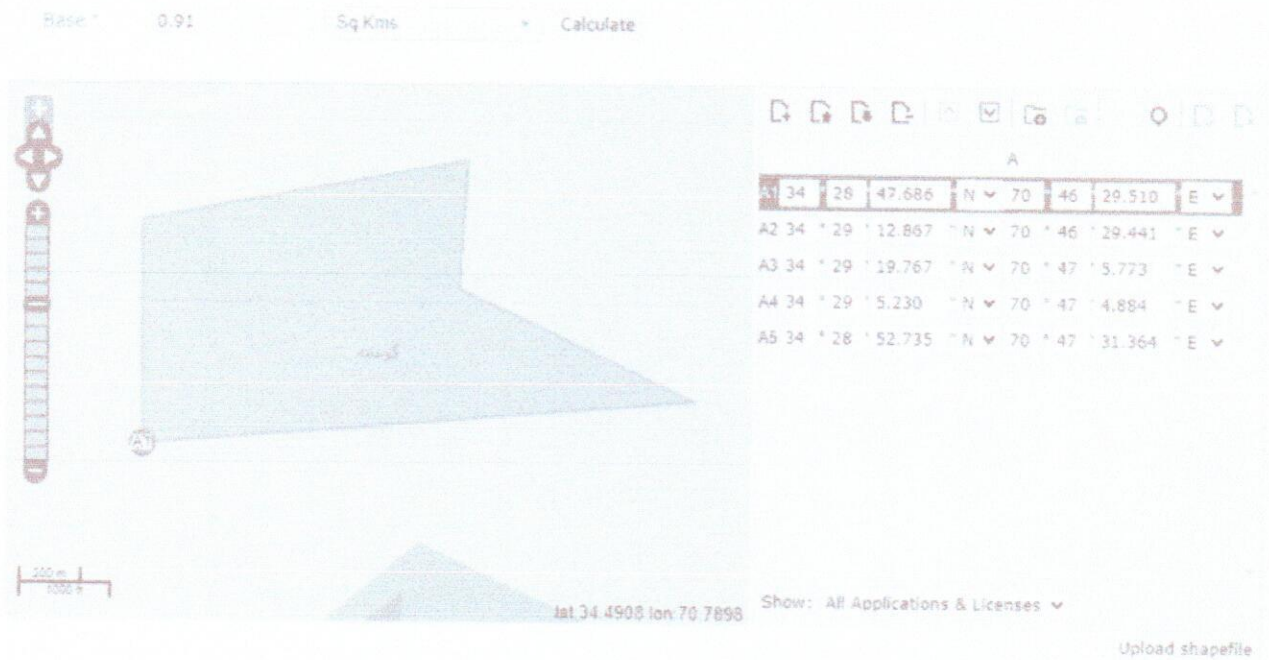 Base * 0.91 Sq Kms Calculate
A
A1 34 28 47.686 N 70 46 29.510 E
A2 34 ° 29 ' 12.867 " N 70 ° 46 ' 29.441 " E
A3 34 ° 29 ' 19.767 " N 70 ° 47 ' 5.773 " E
A4 34 ° 29 ' 5.230 " N 70 ° 47 ' 4.884 " E
A5 34 ° 28 ' 52.735 " N 70 ° 47 ' 31.364 " E
A1
200 m
1000 ft
lat 34.4908 lon 70.7898
Show: All Applications & Licenses
Upload shapefile